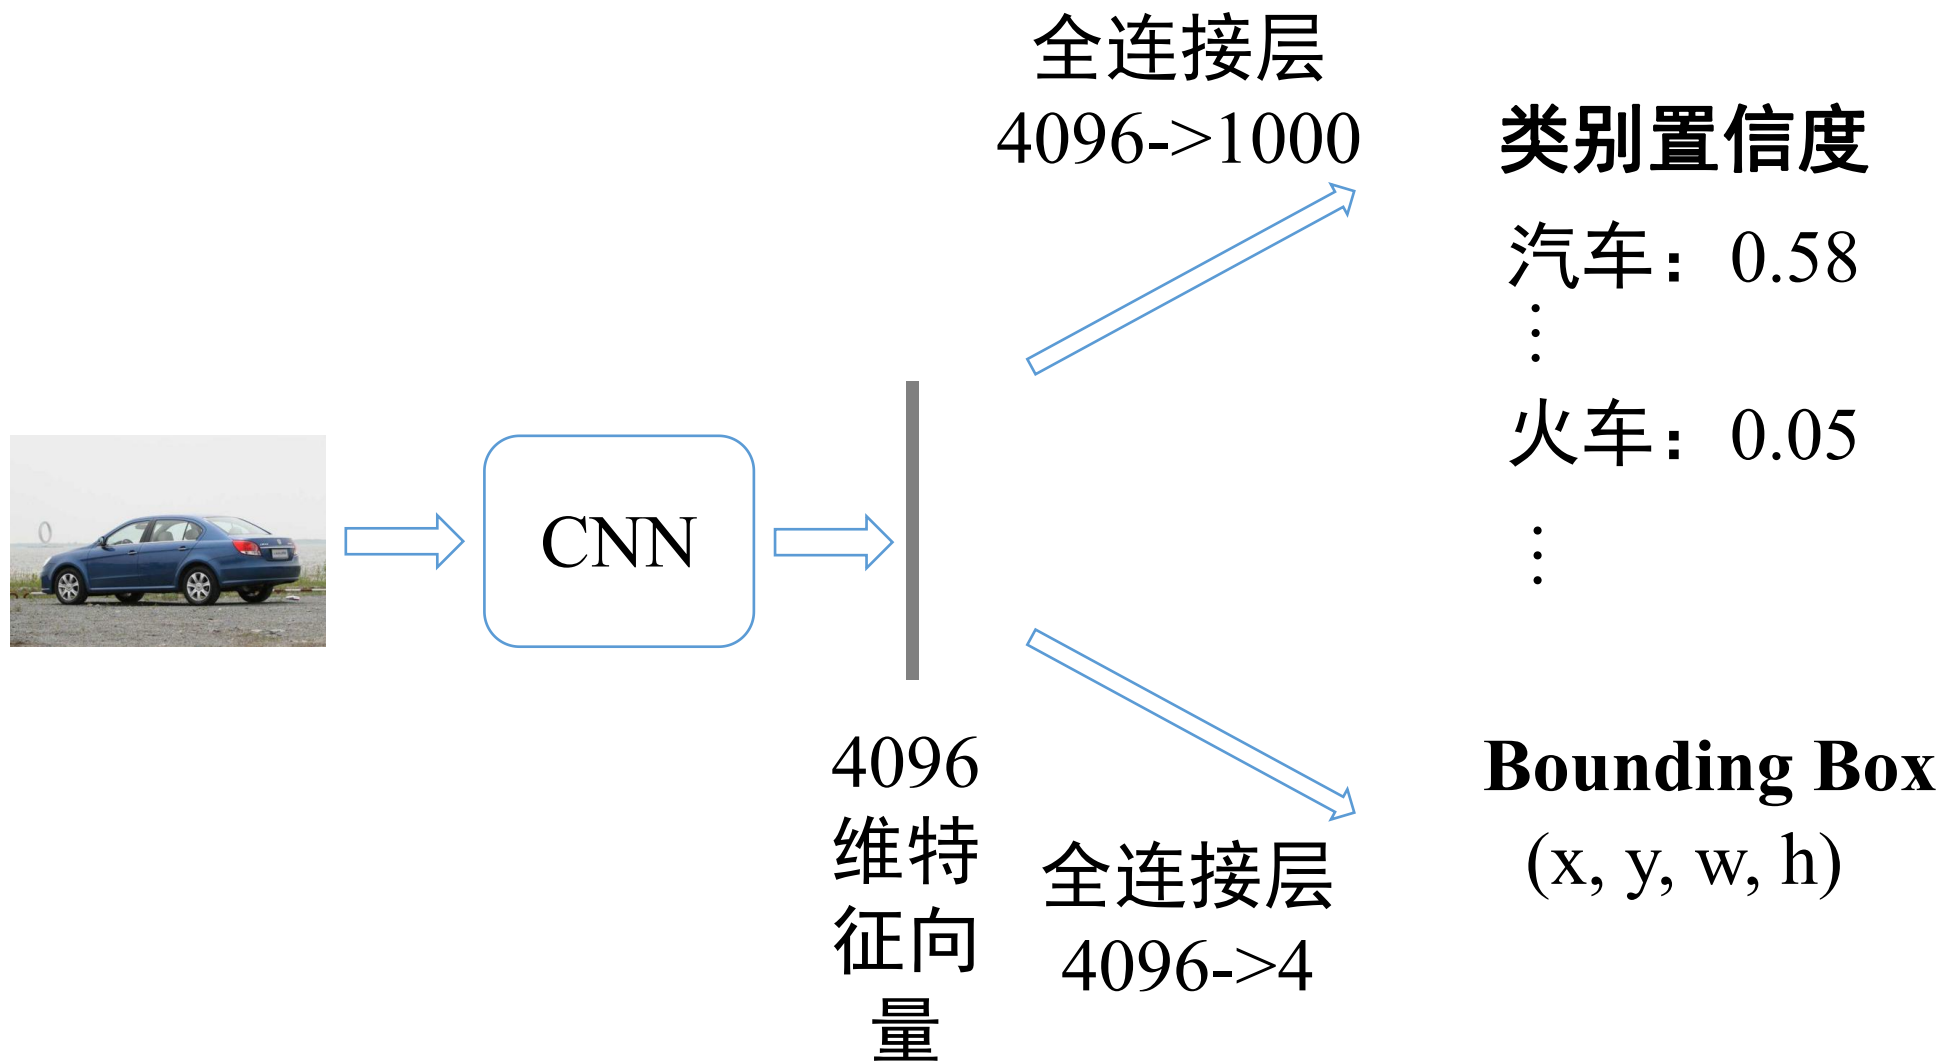 全连接层
4096->1000
类别置信度
汽车：0.58
⋮
火车：0.05
⋮
CNN
4096
维特
征向
量
全连接层
4096->4
Bounding Box
(x, y, w, h)